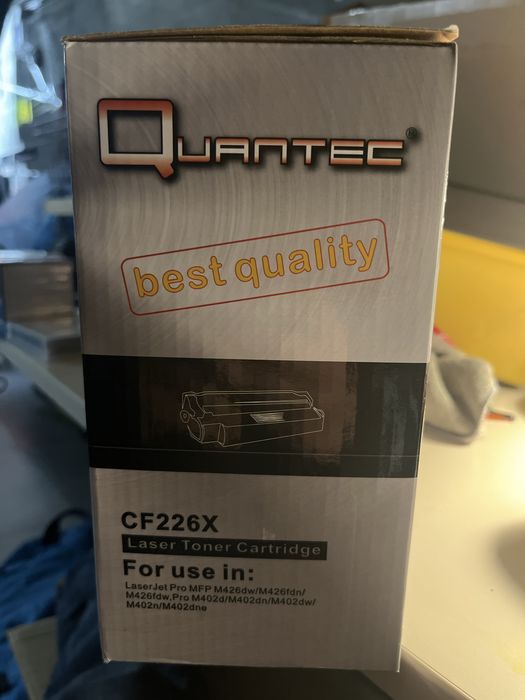 QUANTEC®
best quality
CF226X
Laser Toner Cartridge
For use in:
LaserJet Pro MFP M426dw/M426fdn/
M426fdw,Pro M402d/M402dn/M402dw/
M402n/M402dne